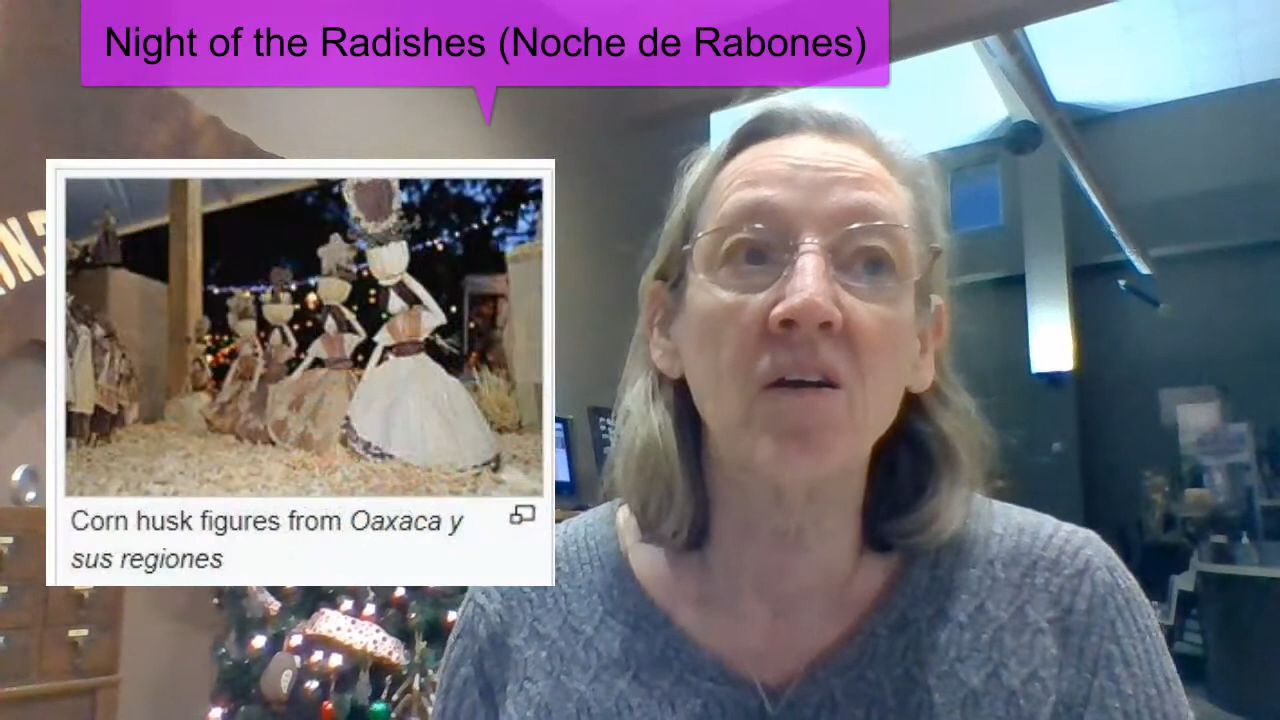 Night of the Radishes (Noche de Rabones)
Corn husk figures from Oaxaca y
sus regiones